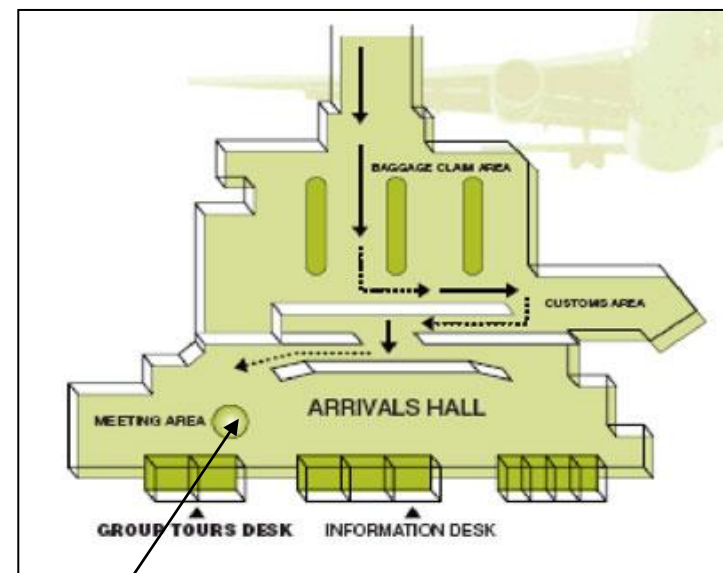 BAGGAGE CLAIM AREA
CUSTOMS AREA
ARRIVALS HALL
MEETING AREA
GROUP TOURS DESK
INFORMATION DESK